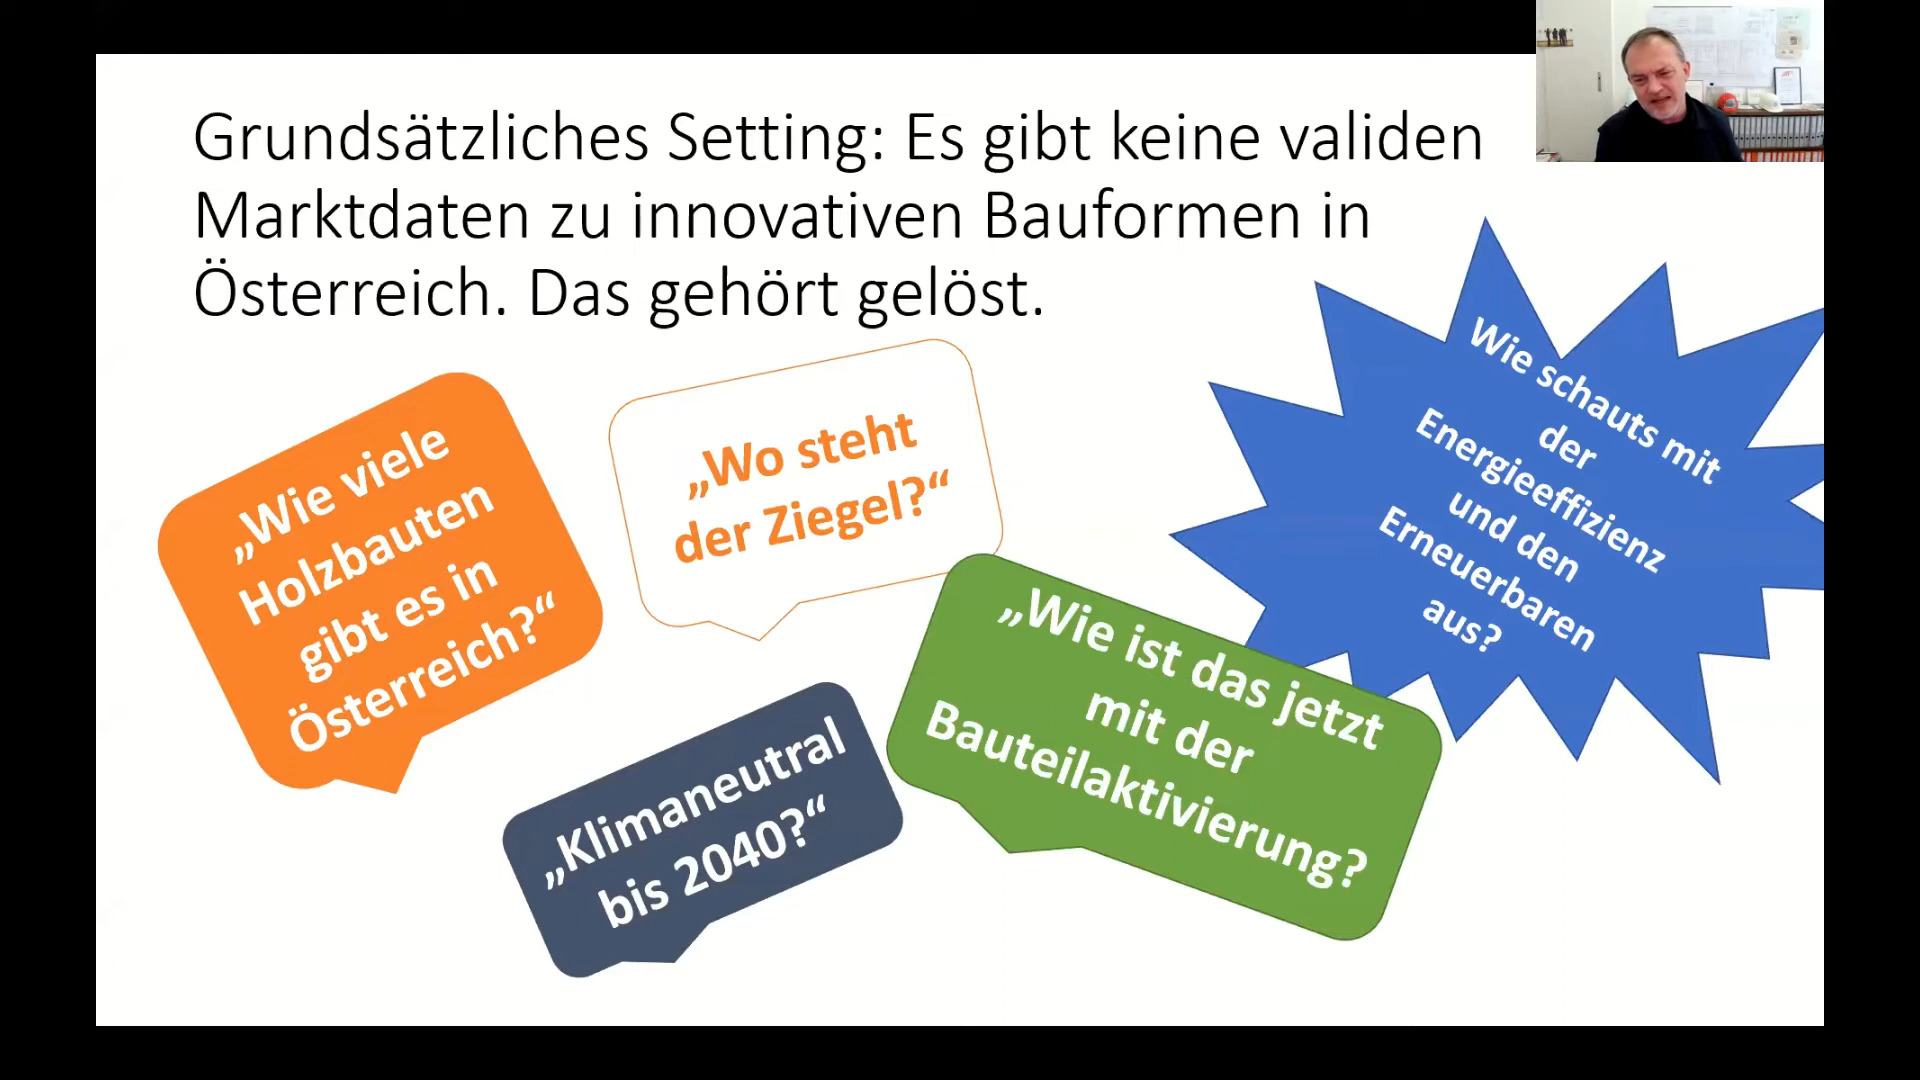 Grundsätzliches Setting: Es gibt keine validen
Marktdaten zu innovativen Bauformen in
Österreich. Das gehört gelöst.
„Wie viele
Holzbauten
gibt es in
Österreich?“
„Wo steht
der Ziegel?“
Wie schauts mit
der
Energieeffizienz
und den
Erneuerbaren
aus?
„Klimaneutral
bis 2040?“
„Wie ist das jetzt
mit der
Bauteilaktivierung?